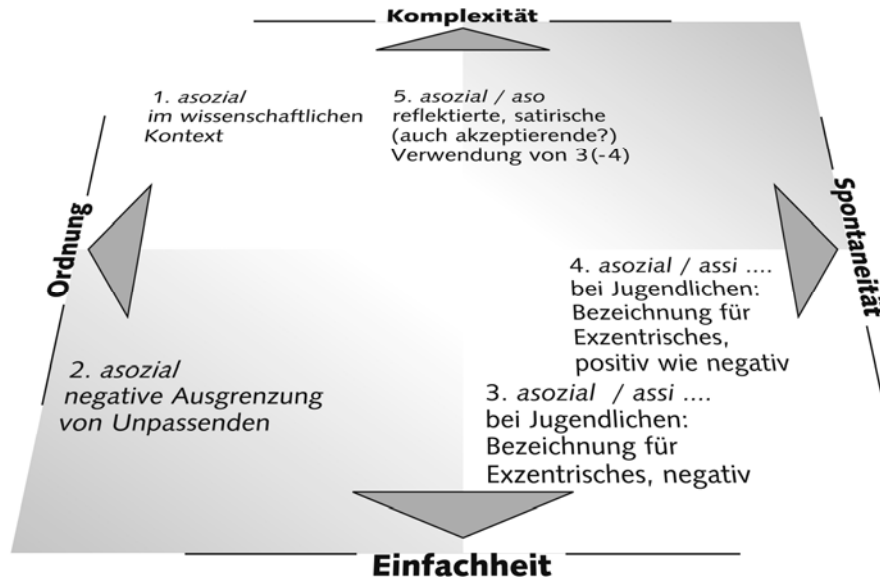 Komplexität
1. asozial
im wissenschaftlichen
Kontext
5. asozial / aso
reflektierte, satirische
(auch akzeptierende?)
Verwendung von 3(-4)
Ordnung
Spontaneität
4. asozial / assi ....
bei Jugendlichen:
Bezeichnung für
Exzentrisches,
positiv wie negativ
2. asozial
negative Ausgrenzung
von Unpassenden
3. asozial / assi ....
bei Jugendlichen:
Bezeichnung für
Exzentrisches, negativ
Einfachheit